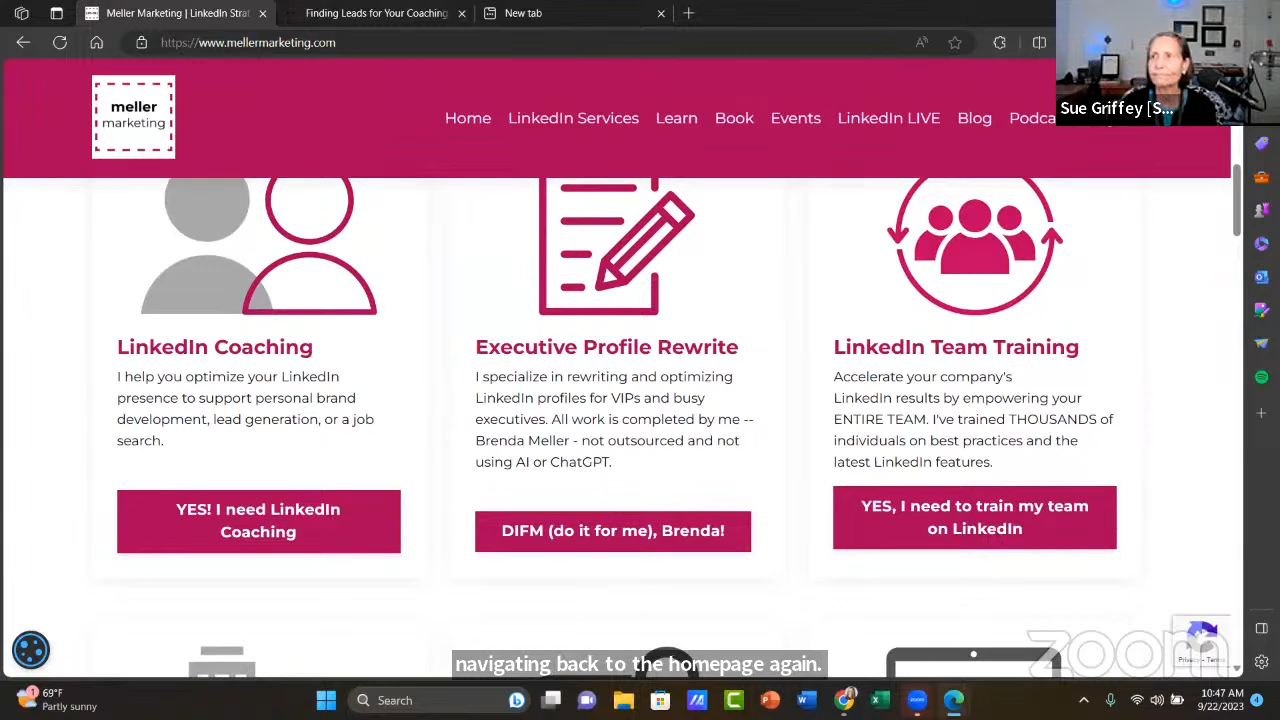 Meller Marketing | LinkedIn Strat
Finding Leads for Your Coaching
New tab
https://www.mellermarketing.com
meller
marketing
Home LinkedIn Services Learn Book Events LinkedIn LIVE Blog Podca
Sue Griffey [S...
LinkedIn Coaching
I help you optimize your LinkedIn
presence to support personal brand
development, lead generation, or a job
search.
YES! I need LinkedIn
Coaching
Executive Profile Rewrite
I specialize in rewriting and optimizing
LinkedIn profiles for VIPs and busy
executives. All work is completed by me --
Brenda Meller - not outsourced and not
using AI or ChatGPT.
DIFM (do it for me), Brenda!
LinkedIn Team Training
Accelerate your company's
LinkedIn results by empowering your
ENTIRE TEAM. I've trained THOUSANDS of
individuals on best practices and the
latest LinkedIn features.
YES, I need to train my team
on LinkedIn
navigating back to the homepage again.
zoom
Privacy - Terms
69°F
Partly sunny
Search
10:47 AM
9/22/2023